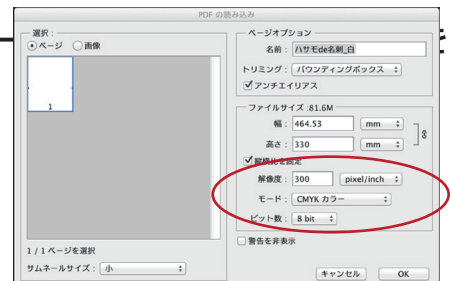 PDF の読み込み
選択：
ページ 画像
1
1 / 1 ページを選択
サムネールサイズ： 小
ページオプション
名前： ハサモde名刺_白
トリミング： バウンディングボックス
アンチエイリアス
ファイルサイズ :81.6M
幅： 464.53 mm
高さ： 330 mm
縦横比を固定
解像度： 300 pixel/inch
モード： CMYK カラー
ビット数： 8 bit
警告を非表示
キャンセル OK